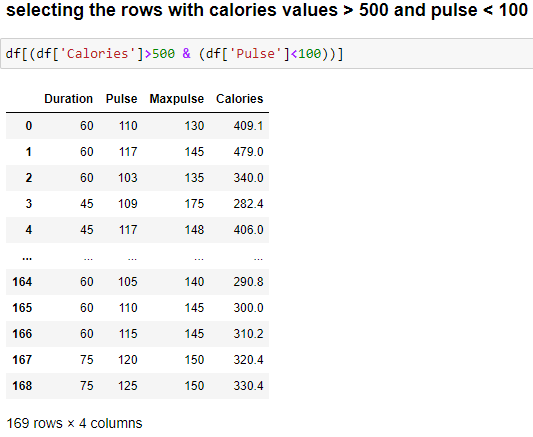 selecting the rows with calories values > 500 and pulse < 100
df[(df['Calories']>500 & (df['Pulse']<100))]
Duration Pulse Maxpulse Calories
0 60 110 130 409.1
1 60 117 145 479.0
2 60 103 135 340.0
3 45 109 175 282.4
4 45 117 148 406.0
... ... ... ... ...
164 60 105 140 290.8
165 60 110 145 300.0
166 60 115 145 310.2
167 75 120 150 320.4
168 75 125 150 330.4
169 rows × 4 columns